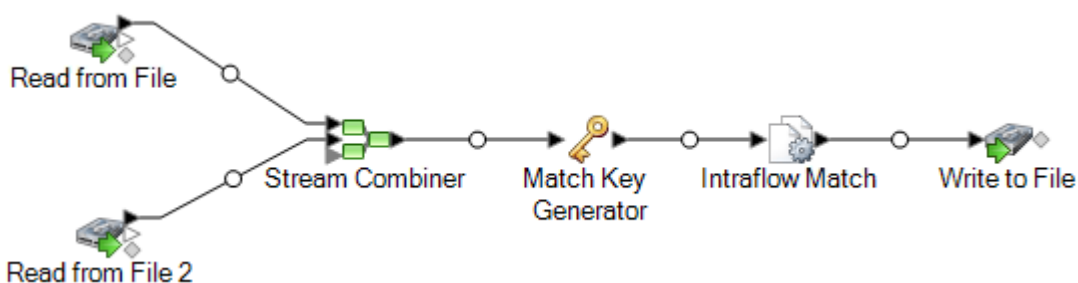 Read from File
Stream Combiner
Match Key
Generator
Intraflow Match
Write to File
Read from File 2